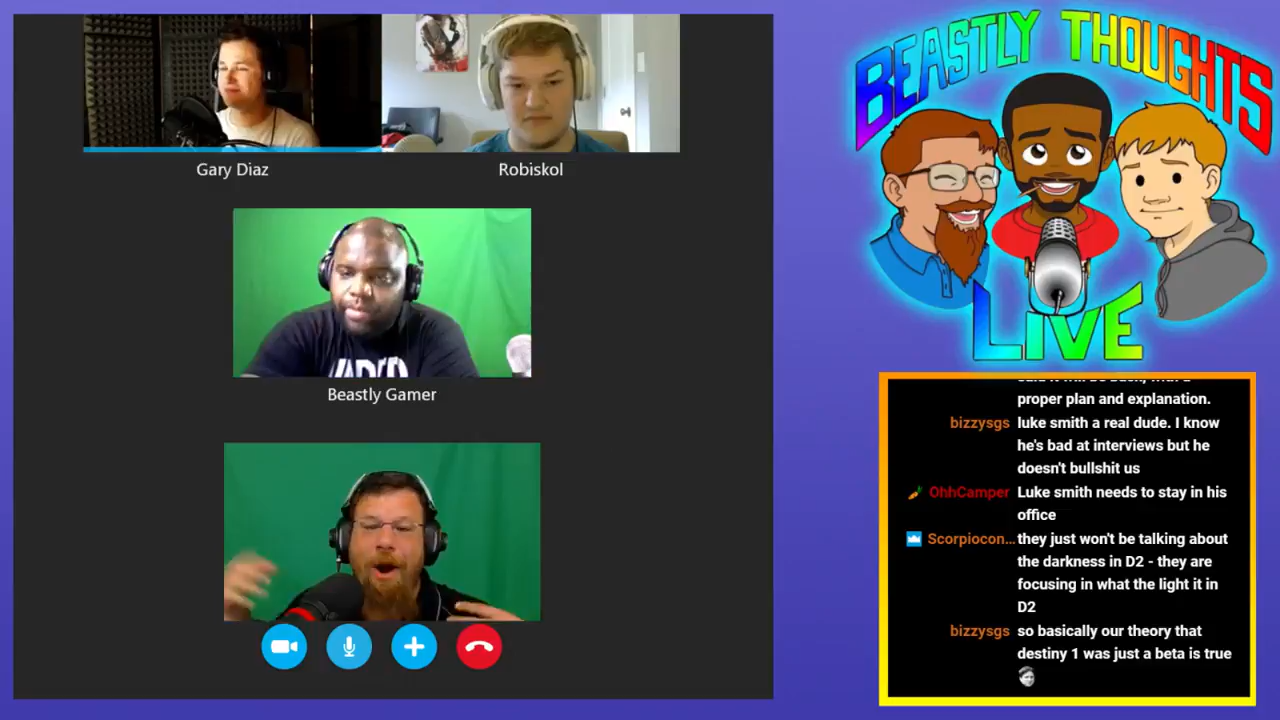 Gary Diaz
Robiskol
Beastly Gamer
BEASTLY THOUGHTS
LIVE
proper plan and explanation.
bizzysgs luke smith a real dude. I know
he's bad at interviews but he
doesn't bullshit us
OhhCamper Luke smith needs to stay in his
office
Scorpiocon... they just won't be talking about
the darkness in D2 - they are
focusing in what the light it in
D2
bizzysgs so basically our theory that
destiny 1 was just a beta is true